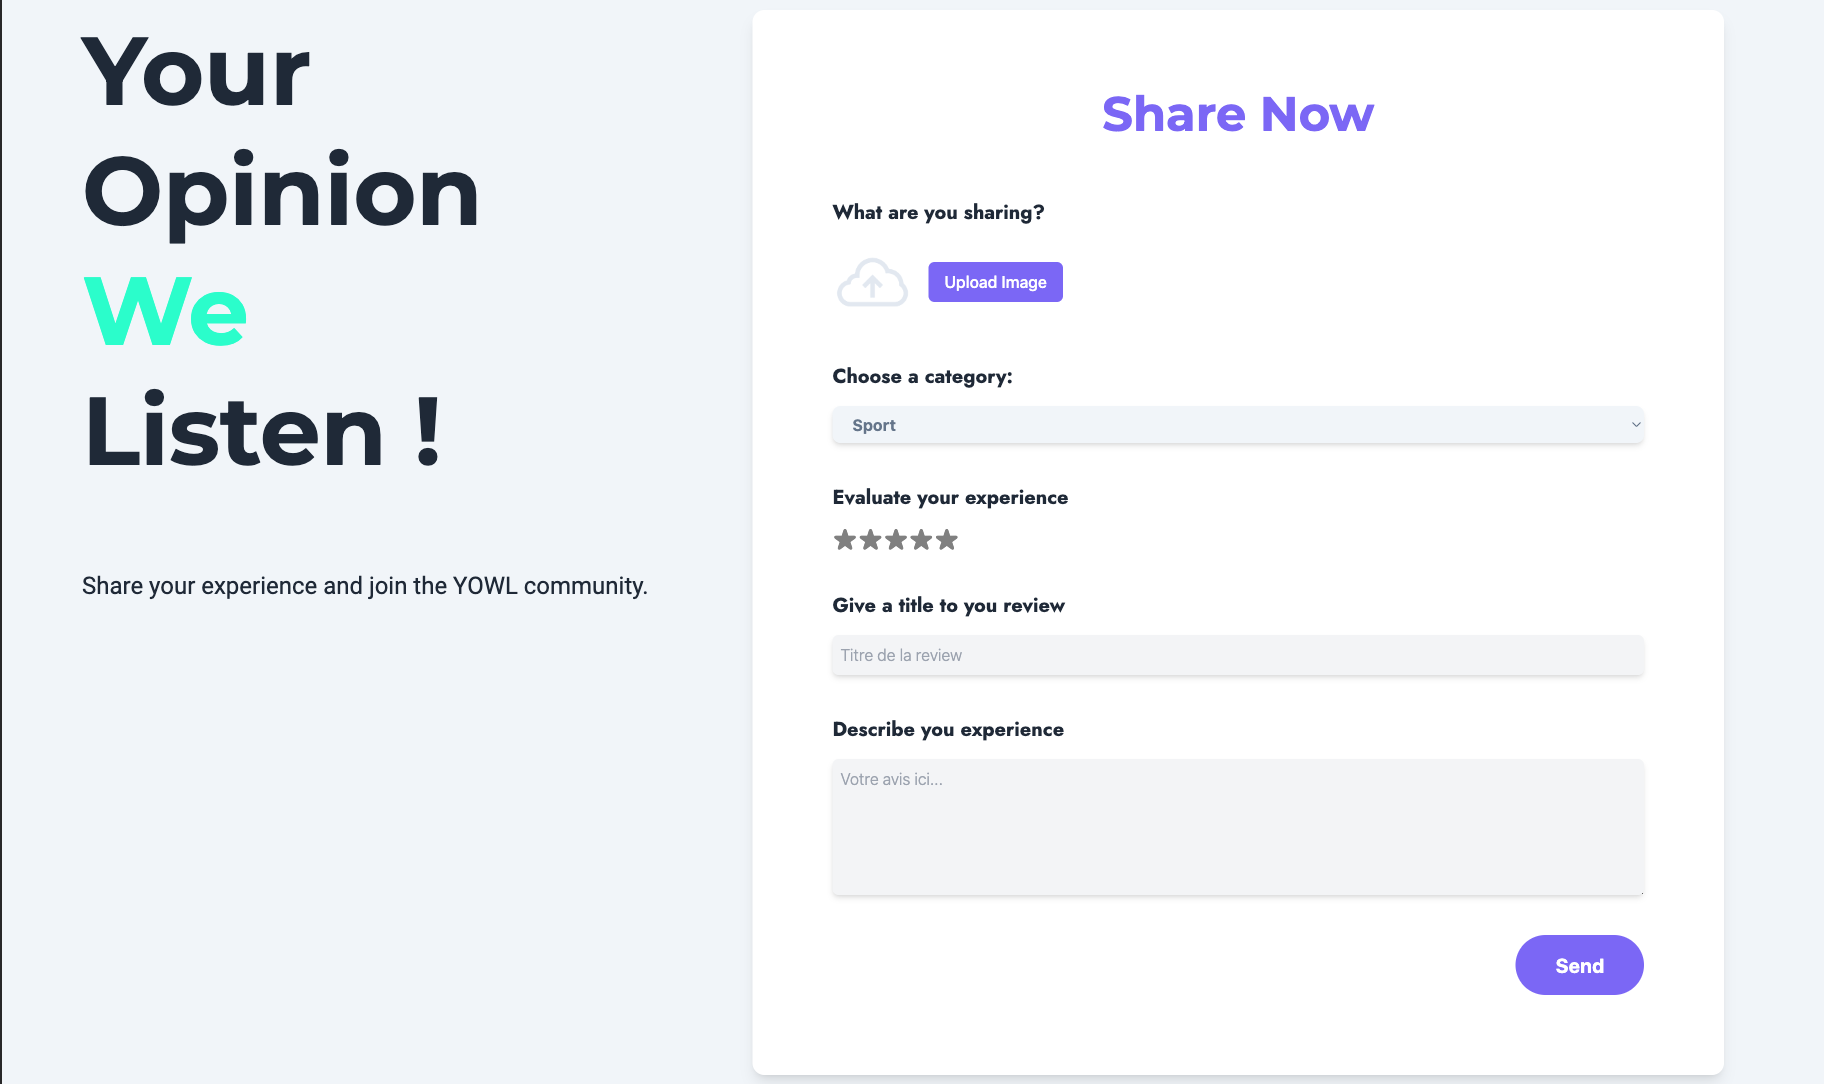 Your
Opinion
We
Listen !
Share your experience and join the YOWL community.
Share Now
What are you sharing?
Upload Image
Choose a category:
Sport
Evaluate your experience
Give a title to you review
Titre de la review
Describe you experience
Votre avis ici...
Send